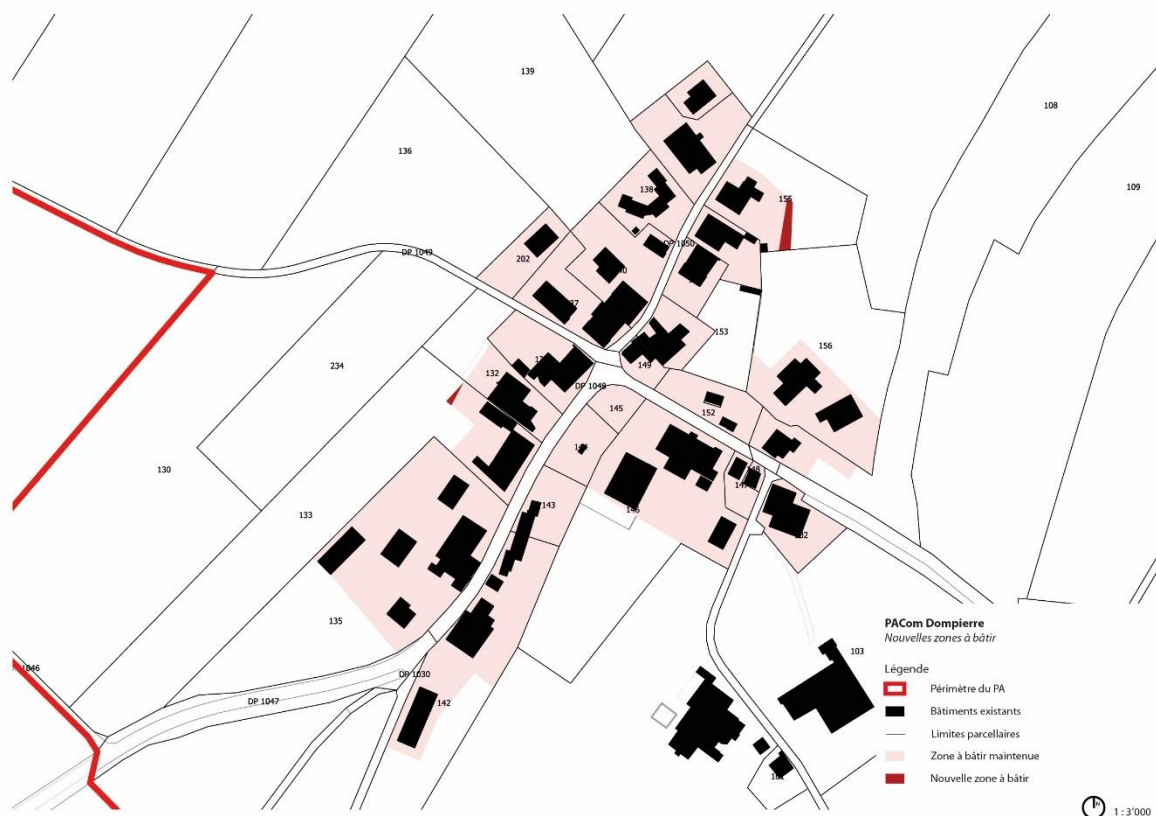 139
108
136
109
138
155
DP 1050
DP 1049
202
153
234
149
156
132
DP 1048
145
152
130
143
146
133
135
DP 1030
DP 1047
142
103
PACom Dompierre
Nouvelles zones à bâtir
Légende
Périmètre du PA
Bâtiments existants
Limites parcellaires
Zone à bâtir maintenue
Nouvelle zone à bâtir
N
1 : 3'000